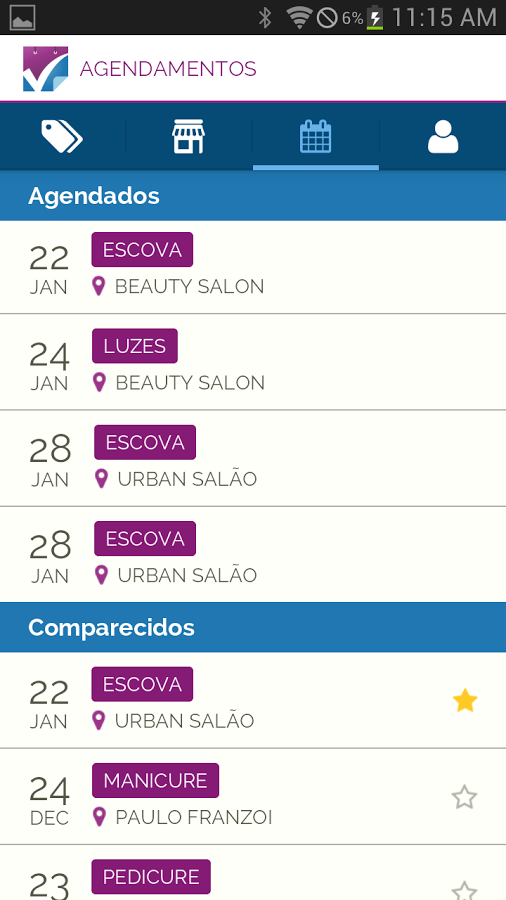 6% 11:15 AM
AGENDAMENTOS
Agendados
22 JAN
ESCOVA
BEAUTY SALON
24 JAN
LUZES
BEAUTY SALON
28 JAN
ESCOVA
URBAN SALÃO
28 JAN
ESCOVA
URBAN SALÃO
Comparecidos
22 JAN
ESCOVA
URBAN SALÃO
24 DEC
MANICURE
PAULO FRANZOI
23
PEDICURE